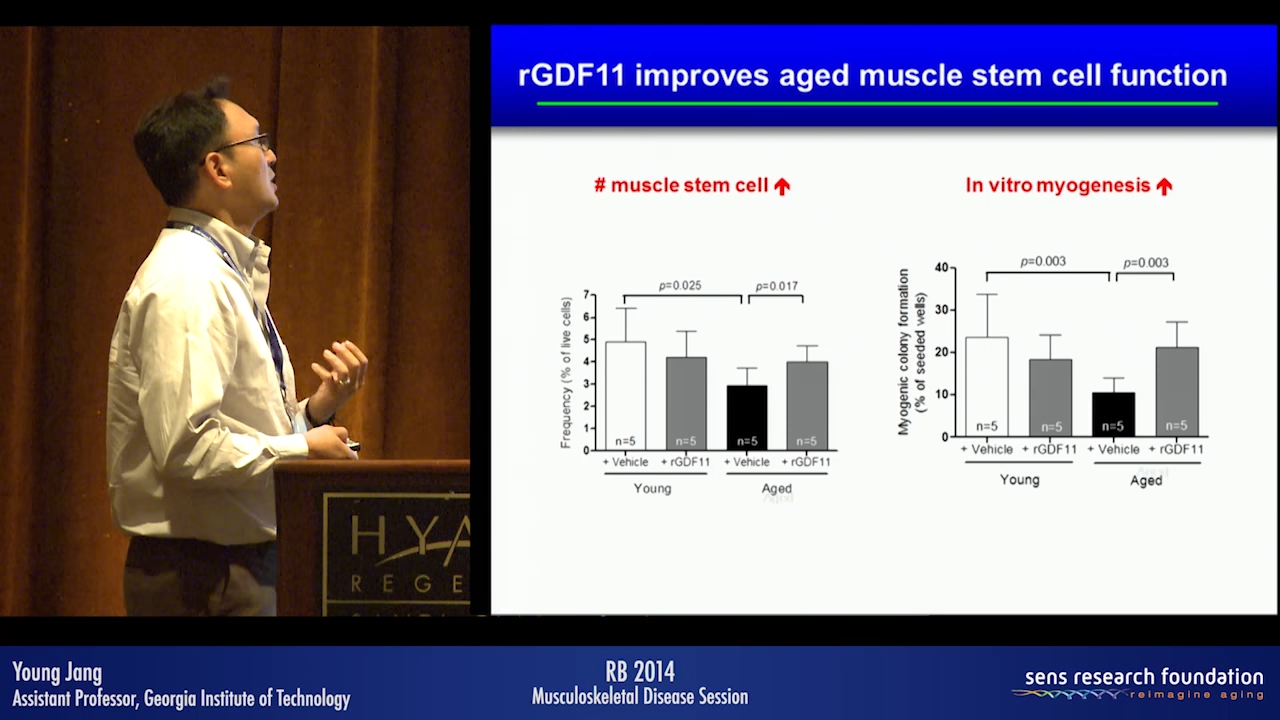 rGDF11 improves aged muscle stem cell function
# muscle stem cell
In vitro myogenesis
Frequency (% of live cells)
7
6
5
4
3
2
1
0
p=0.025
p=0.017
n=5
n=5
n=5
n=5
+ Vehicle
+ rGDF11
+ Vehicle
+ rGDF11
Young
Aged
Myogenic colony formation
(% of seeded wells)
40
30
20
10
0
p=0.003
p=0.003
n=5
n=5
n=5
n=5
+ Vehicle
+ rGDF11
+ Vehicle
+ rGDF11
Young
Aged
HYA
REGE
Young Jang
Assistant Professor, Georgia Institute of Technology
RB 2014
Musculoskeletal Disease Session
sens research foundation
reimagine aging